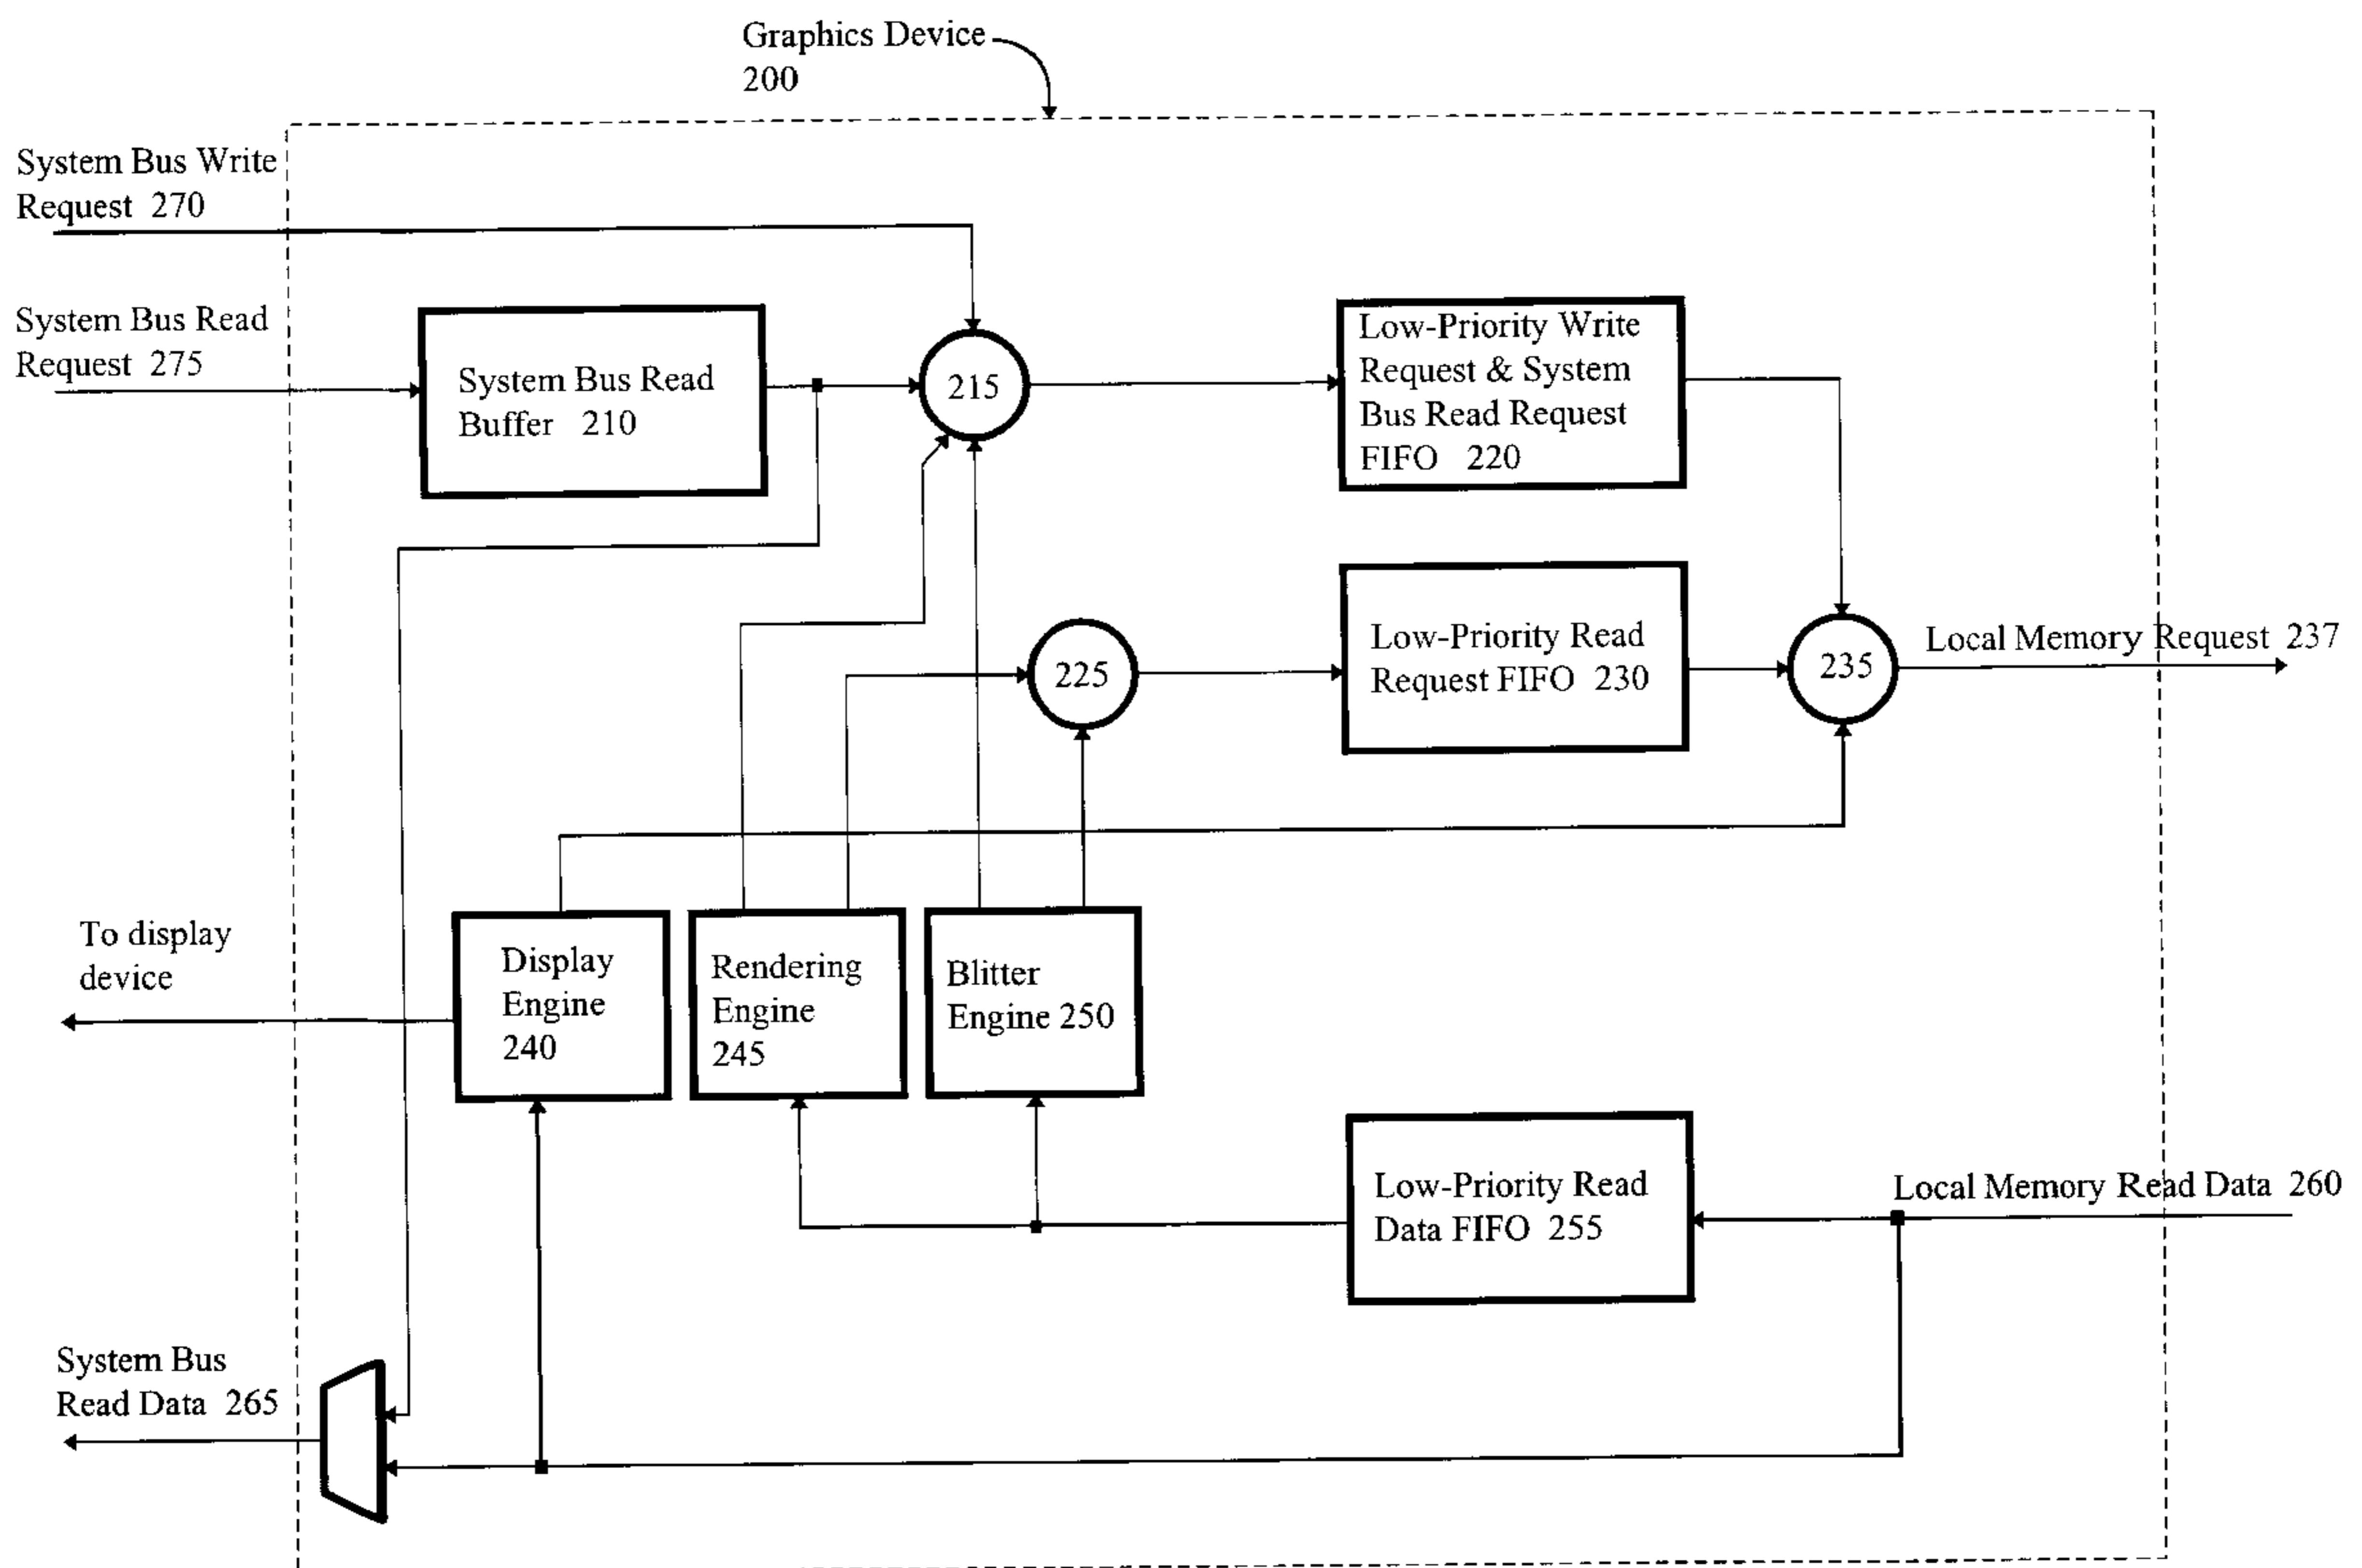 Graphics Device
200
System Bus Write
Request 270
System Bus Read
Request 275
System Bus Read
Buffer 210
215
Low-Priority Write
Request & System
Bus Read Request
FIFO 220
225
Low-Priority Read
Request FIFO 230
235
Local Memory Request 237
To display
device
Display
Engine
240
Rendering
Engine
245
Blitter
Engine 250
Low-Priority Read
Data FIFO 255
Local Memory Read Data 260
System Bus
Read Data 265